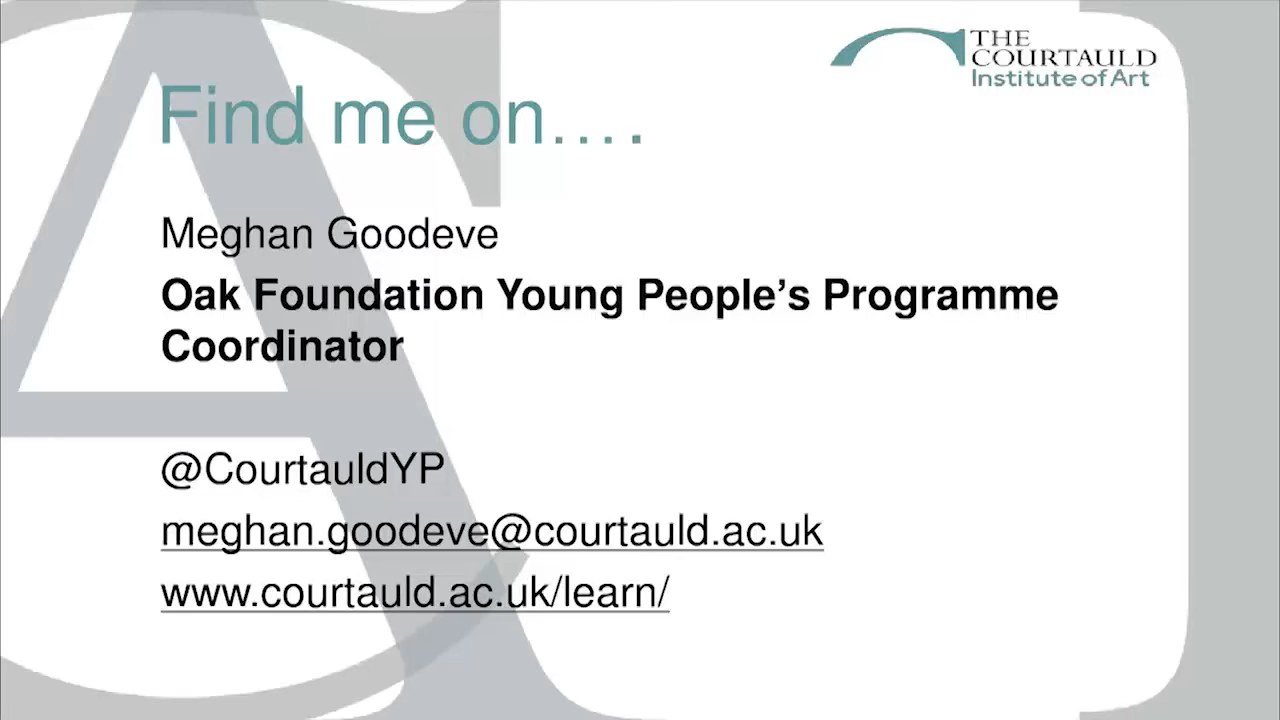 THE
COURTAULD
Institute of Art
Find me on….
Meghan Goodeve
Oak Foundation Young People’s Programme
Coordinator
@CourtauldYP
meghan.goodeve@courtauld.ac.uk
www.courtauld.ac.uk/learn/